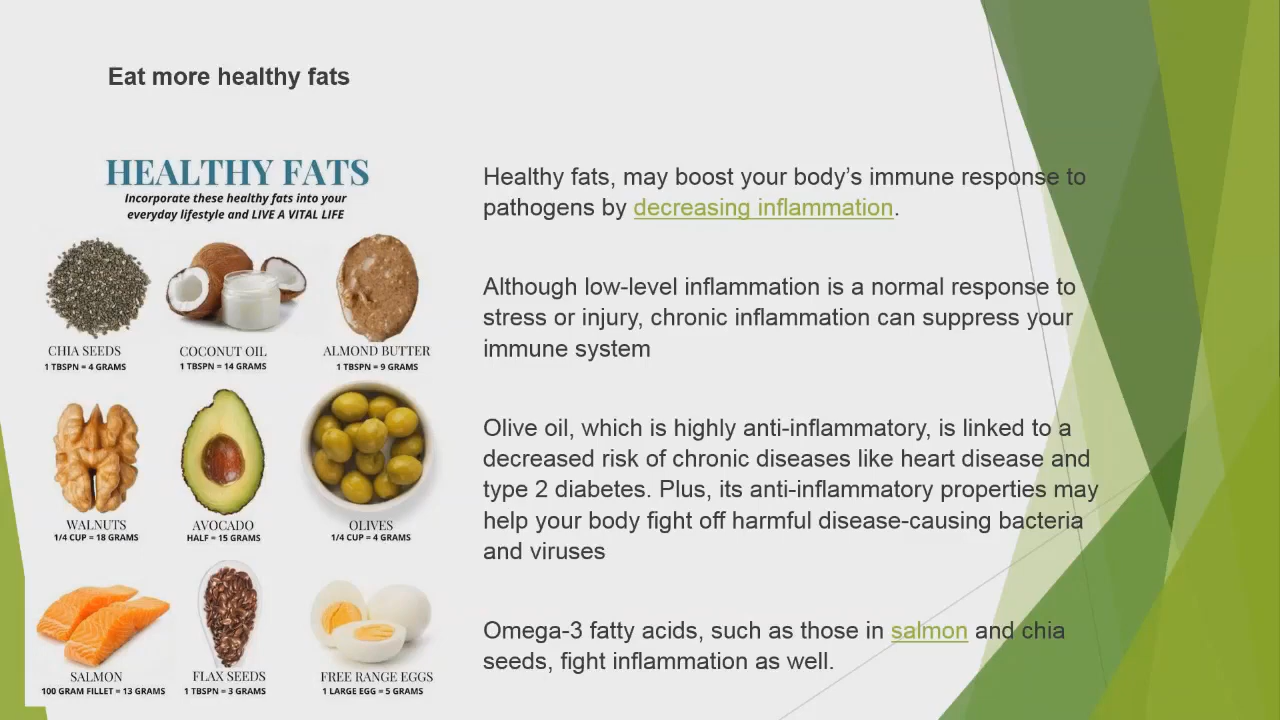 Eat more healthy fats
HEALTHY FATS
Incorporate these healthy fats into your
everyday lifestyle and LIVE A VITAL LIFE
CHIA SEEDS
1 TBSPN = 4 GRAMS
COCONUT OIL
1 TBSPN = 14 GRAMS
ALMOND BUTTER
1 TBSPN = 9 GRAMS
WALNUTS
1/4 CUP = 18 GRAMS
AVOCADO
HALF = 15 GRAMS
OLIVES
1/4 CUP = 4 GRAMS
SALMON
100 GRAM FILLET = 13 GRAMS
FLAX SEEDS
1 TBSPN = 3 GRAMS
FREE RANGE EGGS
1 LARGE EGG = 5 GRAMS
Healthy fats, may boost your body’s immune response to
pathogens by decreasing inflammation.
Although low-level inflammation is a normal response to
stress or injury, chronic inflammation can suppress your
immune system
Olive oil, which is highly anti-inflammatory, is linked to a
decreased risk of chronic diseases like heart disease and
type 2 diabetes. Plus, its anti-inflammatory properties may
help your body fight off harmful disease-causing bacteria
and viruses
Omega-3 fatty acids, such as those in salmon and chia
seeds, fight inflammation as well.